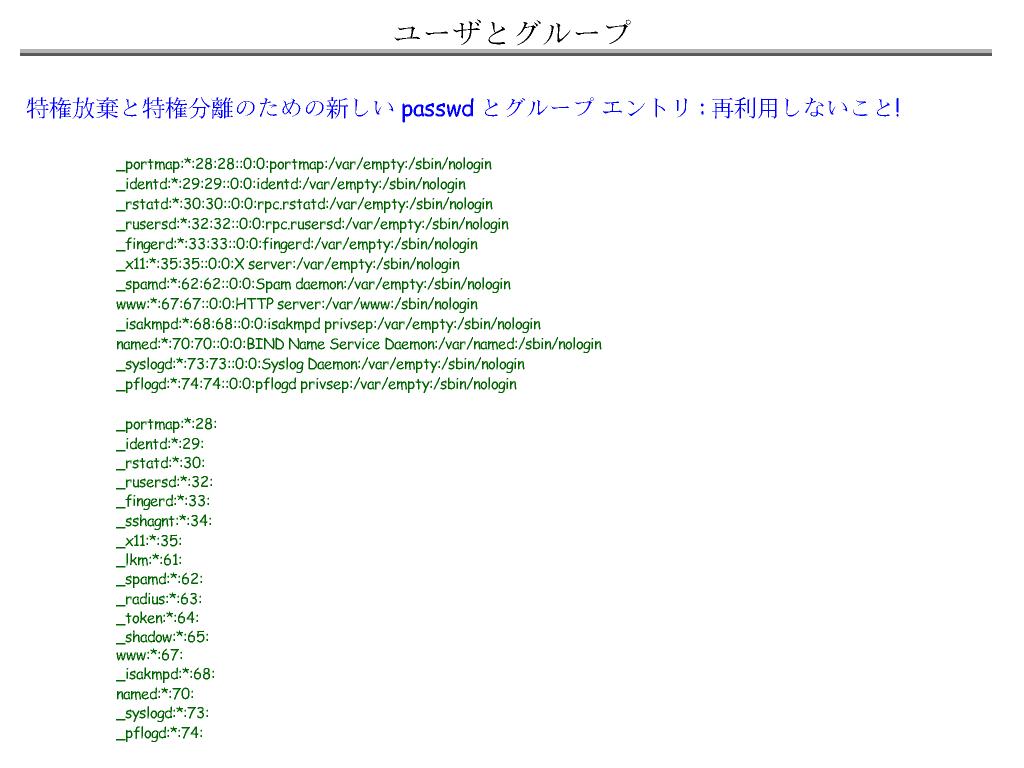 ユーザとグループ
特権放棄と特権分離のための新しい passwd とグループ エントリ : 再利用しないこと!
_portmap:*:28:28::0:0:portmap:/var/empty:/sbin/nologin
_identd:*:29:29::0:0:identd:/var/empty:/sbin/nologin
_rstatd:*:30:30::0:0:rpc.rstatd:/var/empty:/sbin/nologin
_rusersd:*:32:32::0:0:rpc.rusersd:/var/empty:/sbin/nologin
_fingerd:*:33:33::0:0:fingerd:/var/empty:/sbin/nologin
_x11:*:35:35::0:0:X server:/var/empty:/sbin/nologin
_spamd:*:62:62::0:0:Spam daemon:/var/empty:/sbin/nologin
www:*:67:67::0:0:HTTP server:/var/www:/sbin/nologin
_isakmpd:*:68:68::0:0:isakmpd privsep:/var/empty:/sbin/nologin
named:*:70:70::0:0:BIND Name Service Daemon:/var/named:/sbin/nologin
_syslogd:*:73:73::0:0:Syslog Daemon:/var/empty:/sbin/nologin
_pflogd:*:74:74::0:0:pflogd privsep:/var/empty:/sbin/nologin
_portmap:*:28:
_identd:*:29:
_rstatd:*:30:
_rusersd:*:32:
_fingerd:*:33:
_sshagnt:*:34:
_x11:*:35:
_lkm:*:61:
_spamd:*:62:
_radius:*:63:
_token:*:64:
_shadow:*:65:
www:*:67:
_isakmpd:*:68:
named:*:70:
_syslogd:*:73:
_pflogd:*:74: